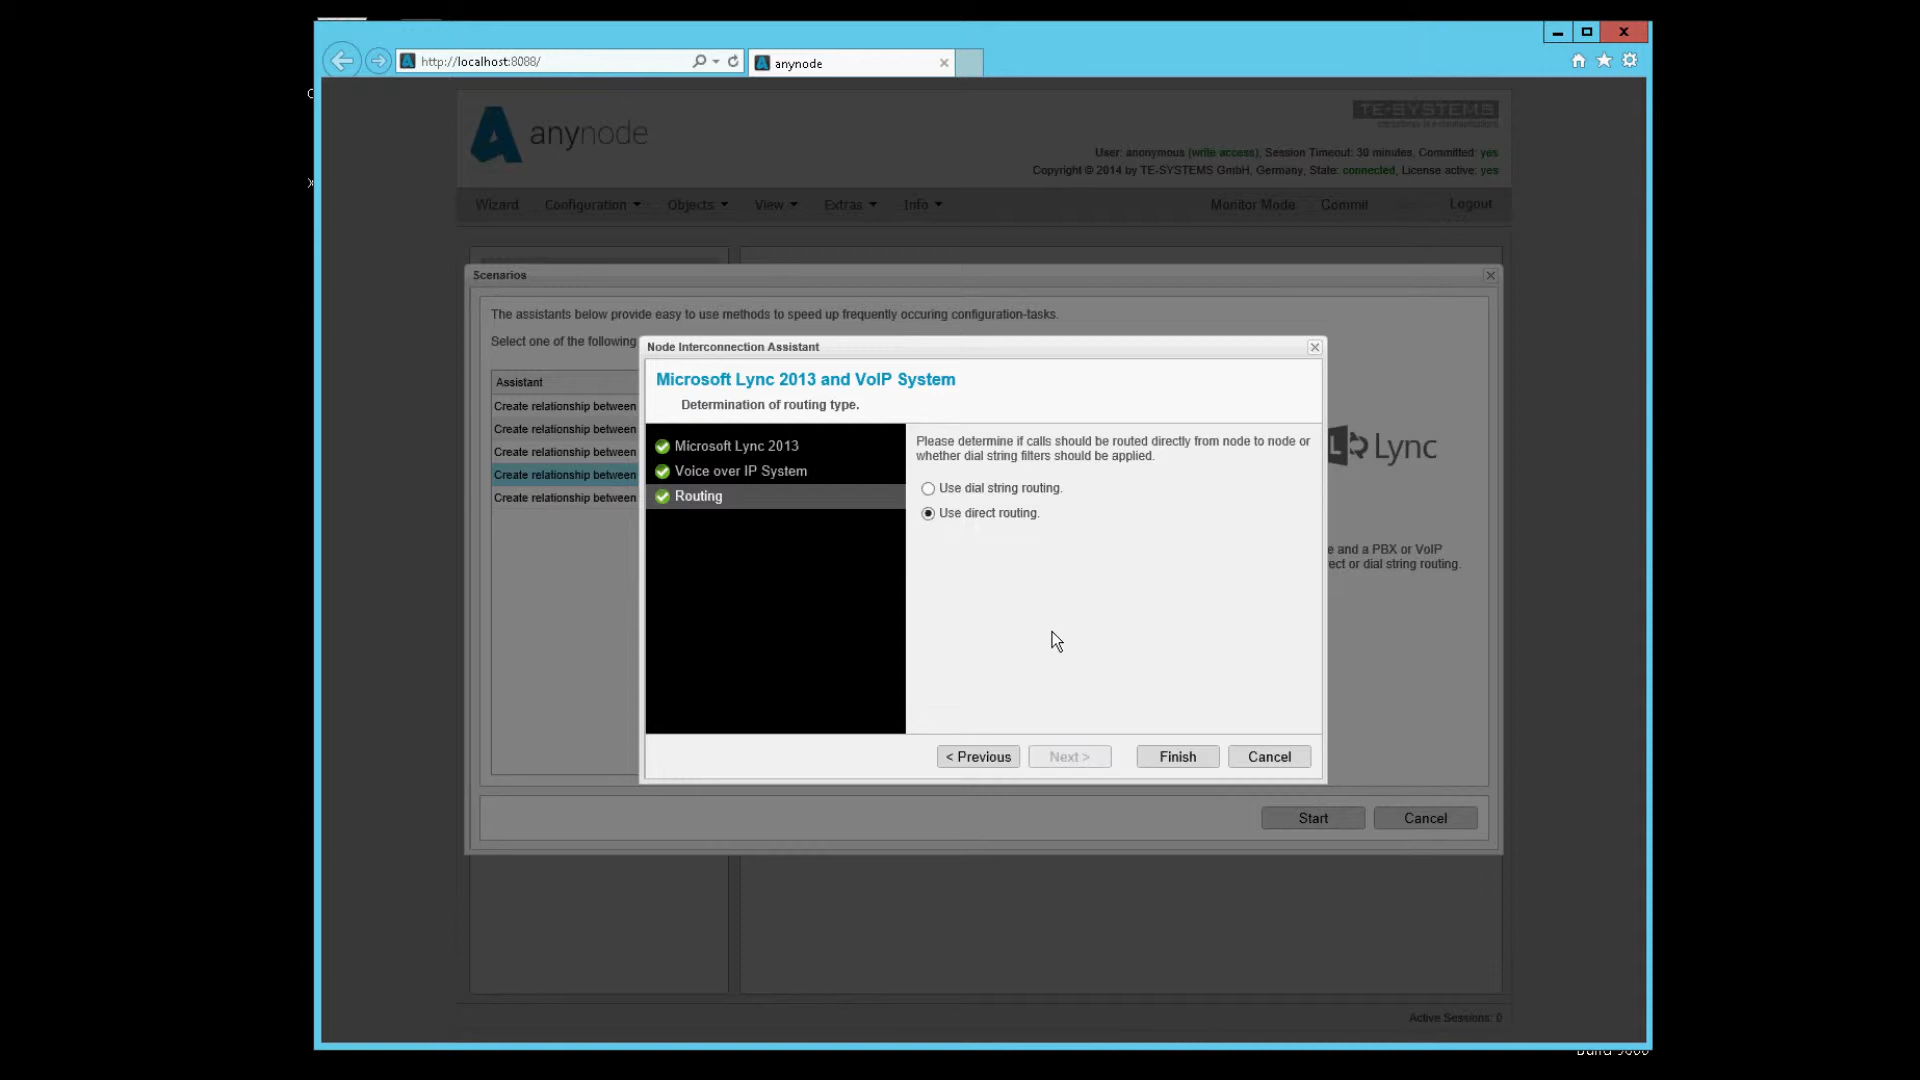 http://localhost:8088/
anynode
anynode
TE-SYSTEMS
User: anonymous (write access), Session Timeout: 30 minutes, Committed: yes
Copyright © 2014 by TE-SYSTEMS GmbH, Germany, State: connected, License active: yes
Wizard Configuration Objects View Extras Info Monitor Mode Commit Logout
Scenarios
The assistants below provide easy to use methods to speed up frequently occuring configuration-tasks.
Select one of the following
Assistant
Create relationship between
Create relationship between
Create relationship between
Create relationship between
Create relationship between
Lync
e and a PBX or VoIP
ect or dial string routing.
Node Interconnection Assistant
Microsoft Lync 2013 and VoIP System
Determination of routing type.
Microsoft Lync 2013
Voice over IP System
Routing
Please determine if calls should be routed directly from node to node or
whether dial string filters should be applied.
Use dial string routing.
Use direct routing.
< Previous Next > Finish Cancel
Start Cancel
Active Sessions: 0